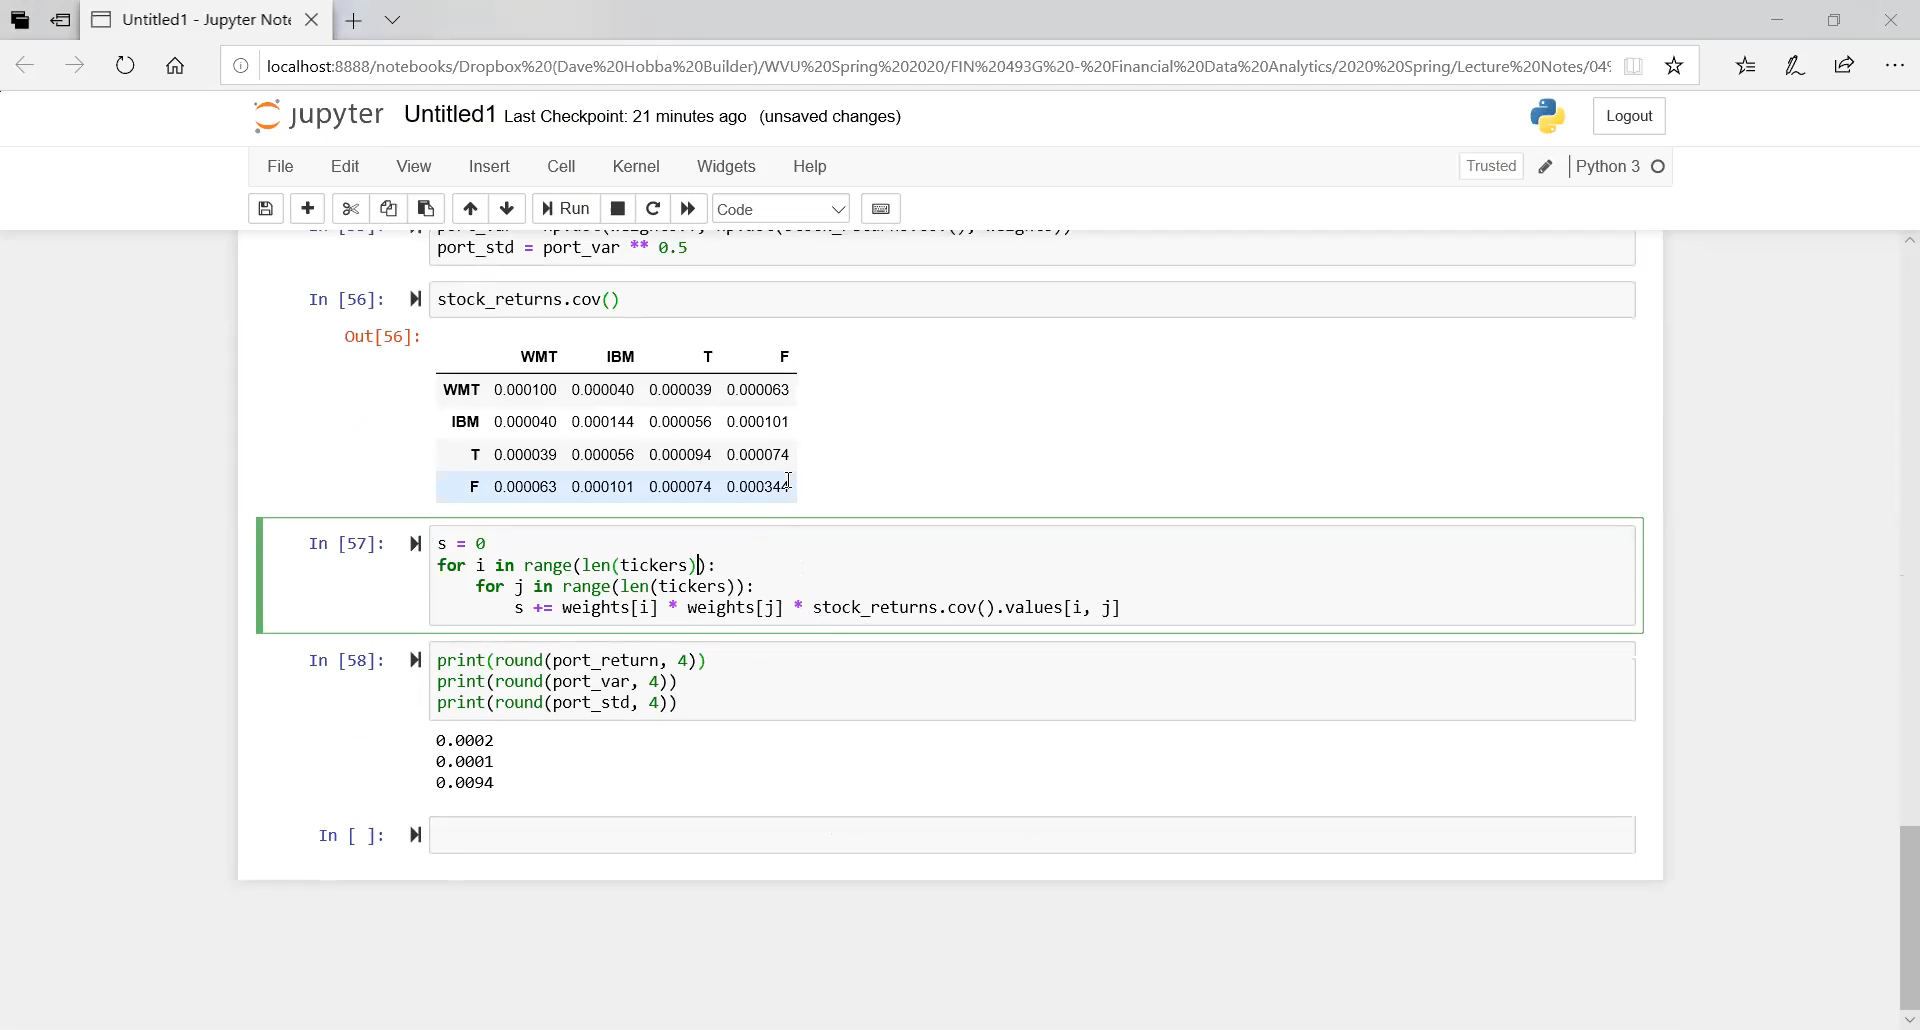 Untitled1 - Jupyter Note
localhost:8888/notebooks/Dropbox%20(Dave%20Hobba%20Builder)/WVU%20Spring%202020/FIN%20493G%20-%20Financial%20Data%20Analytics/2020%20Spring/Lecture%20Notes/04%
jupyter Untitled1 Last Checkpoint: 21 minutes ago (unsaved changes)
Logout
File Edit View Insert Cell Kernel Widgets Help
Trusted Python 3
Run Code
port_std = port_var ** 0.5
In [56]: stock_returns.cov()
Out[56]:
WMT IBM T F
WMT 0.000100 0.000040 0.000039 0.000063
IBM 0.000040 0.000144 0.000056 0.000101
T 0.000039 0.000056 0.000094 0.000074
F 0.000063 0.000101 0.000074 0.000344
In [57]: s = 0
for i in range(len(tickers)):
for j in range(len(tickers)):
s += weights[i] * weights[j] * stock_returns.cov().values[i, j]
In [58]: print(round(port_return, 4))
print(round(port_var, 4))
print(round(port_std, 4))
0.0002
0.0001
0.0094
In [ ]: